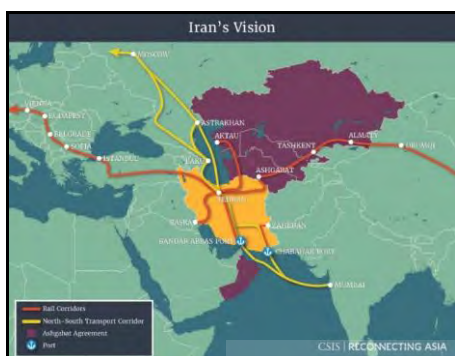 Iran's Vision
MOSCOW
VIENNA
BUDAPEST
BELGRADE
SOFIA
ISTANBUL
ASTRAKHAN
AKTAU
BAKU
TASHKENT
ALMATY
URUMQI
ASHGABAT
TEHRAN
BASRA
ZAHEDAN
BANDAR ABBAS PORT
CHABAHAR PORT
MUMBAI
Rail Corridors
North-South Transport Corridor
Ashgabat Agreement
Port
CSIS | RECONNECTING ASIA